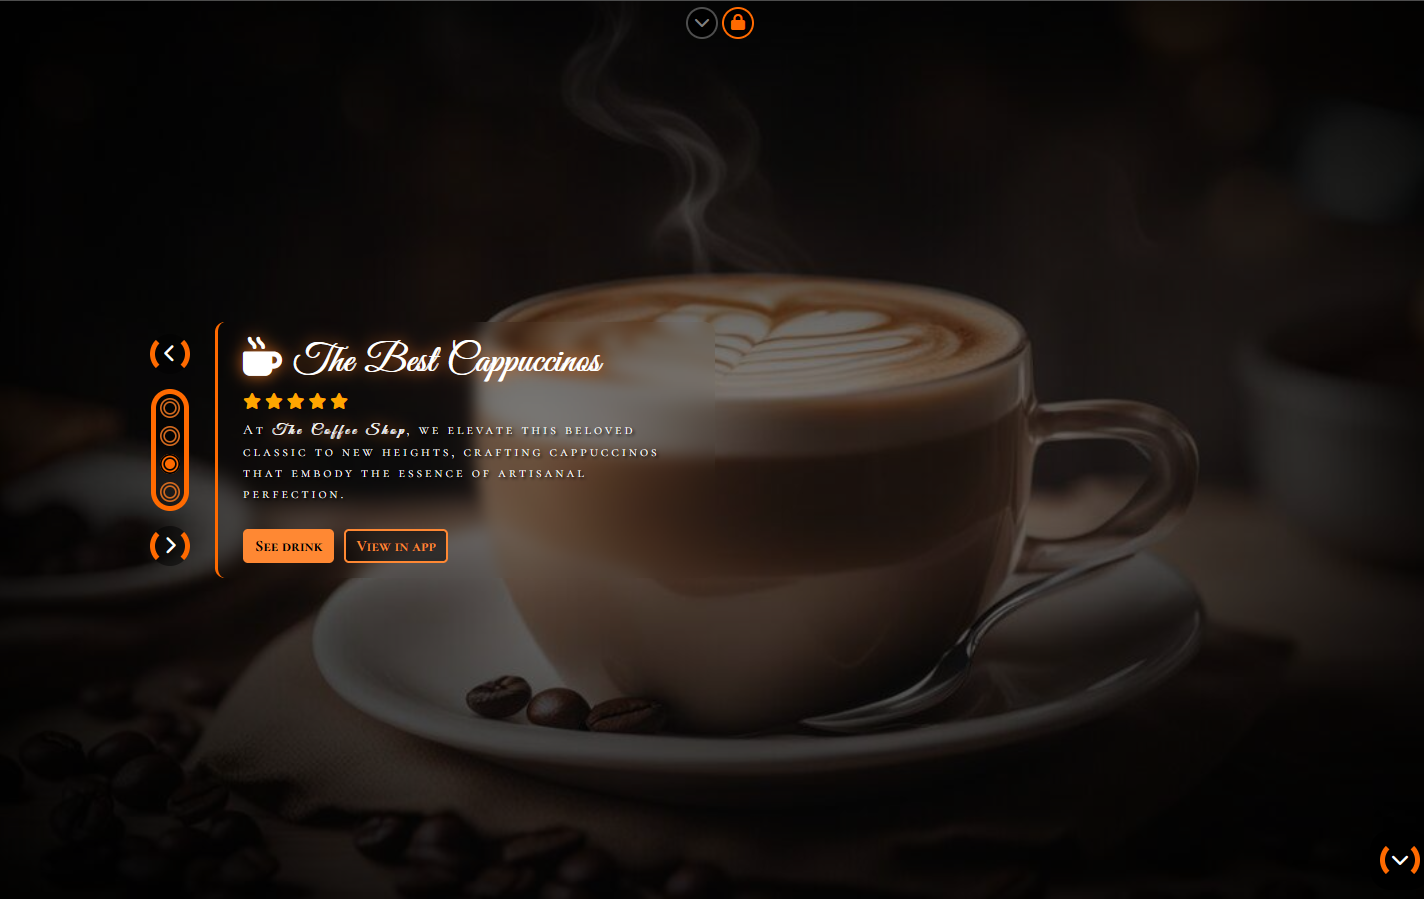 The Best Cappuccinos
At The Coffee Shop, we elevate this beloved
classic to new heights, crafting cappuccinos
that embody the essence of artisanal
perfection.
See drink View in app